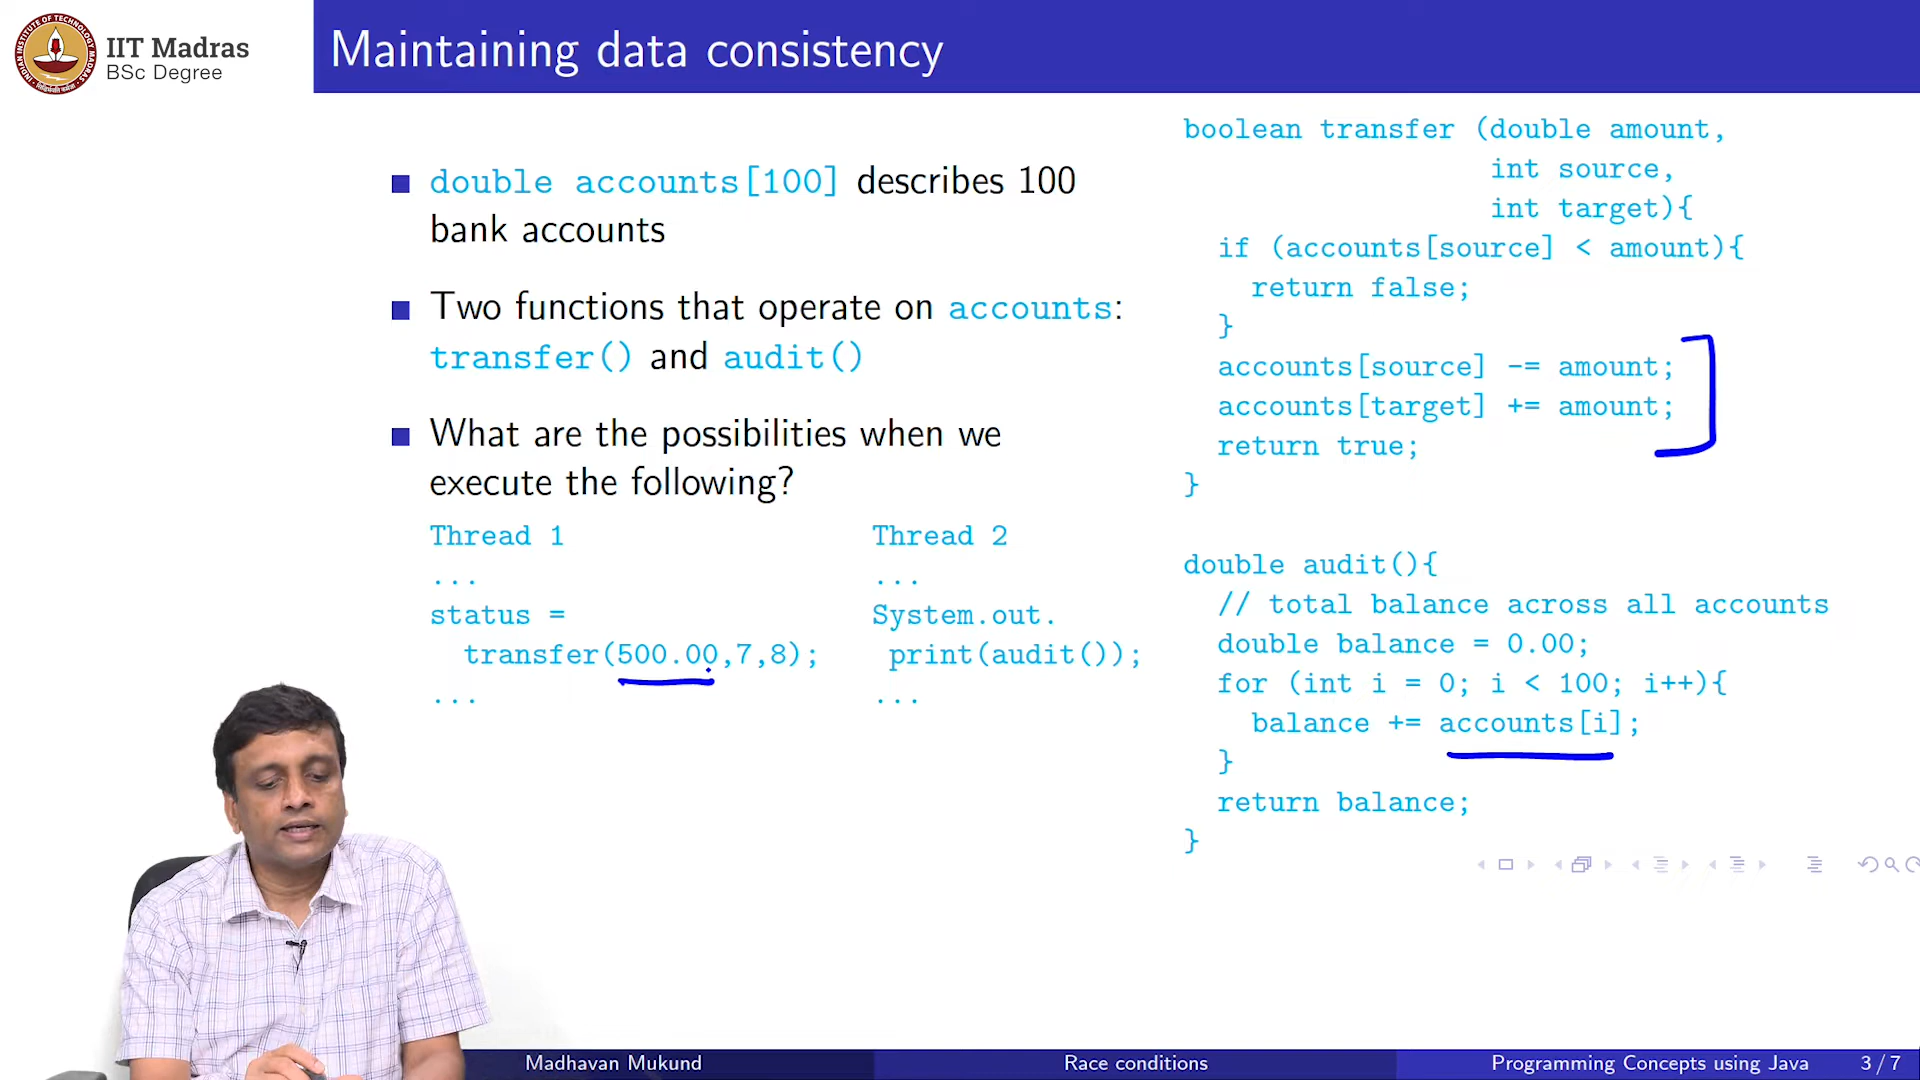 IIT Madras
BSc Degree
Maintaining data consistency
double accounts[100] describes 100
bank accounts
Two functions that operate on accounts:
transfer() and audit()
What are the possibilities when we
execute the following?
Thread 1
...
status =
transfer(500.00,7,8);
...
Thread 2
...
System.out.
print(audit());
...
boolean transfer (double amount,
int source,
int target){
if (accounts[source] < amount){
return false;
}
accounts[source] -= amount;
accounts[target] += amount;
return true;
}
double audit(){
// total balance across all accounts
double balance = 0.00;
for (int i = 0; i < 100; i++){
balance += accounts[i];
}
return balance;
}
Madhavan Mukund
Race conditions
Programming Concepts using Java
3 / 7